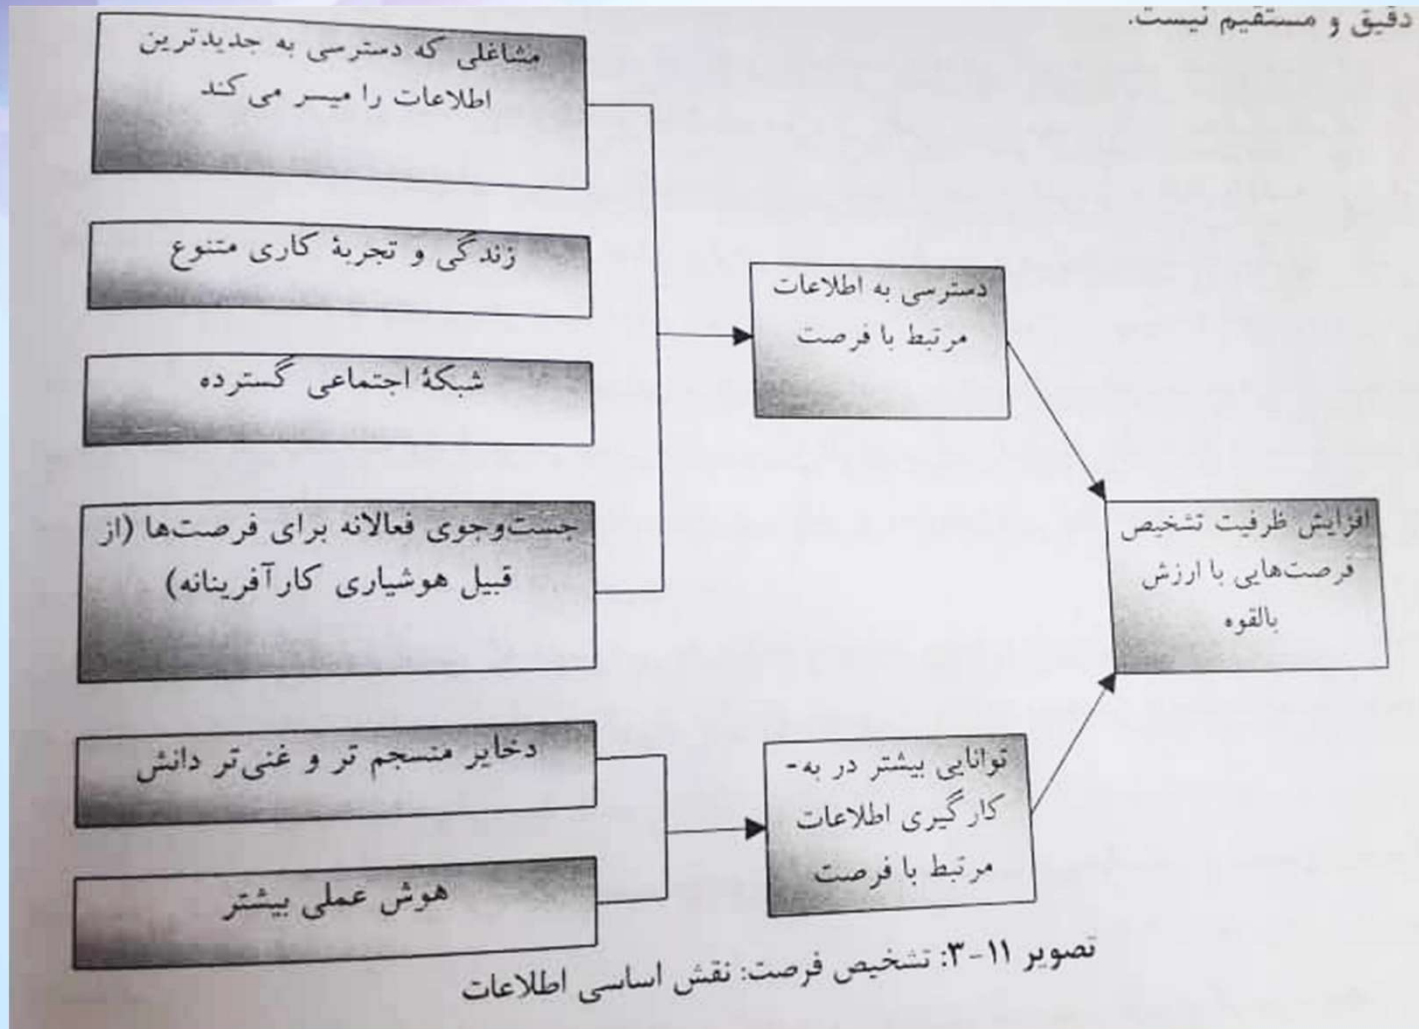 دقیق و مستقیم نیست.
مشاغلی که دسترسی به جدیدترین
اطلاعات را میسر می‌کند
زندگی و تجربهٔ کاری متنوع
شبکهٔ اجتماعی گسترده
جست‌وجوی فعالانه برای فرصت‌ها (از
قبیل هوشیاری کارآفرینانه)
دسترسی به اطلاعات
مرتبط با فرصت
دخایر منسجم تر و غنی‌تر دانش
هوش عملی بیشتر
توانایی بیشتر در به-
کارگیری اطلاعات
مرتبط با فرصت
افزایش ظرفیت تشخیص
فرصت‌هایی با ارزش
بالقوه
تصویر ۱۱-۳: تشخیص فرصت: نقش اساسی اطلاعات